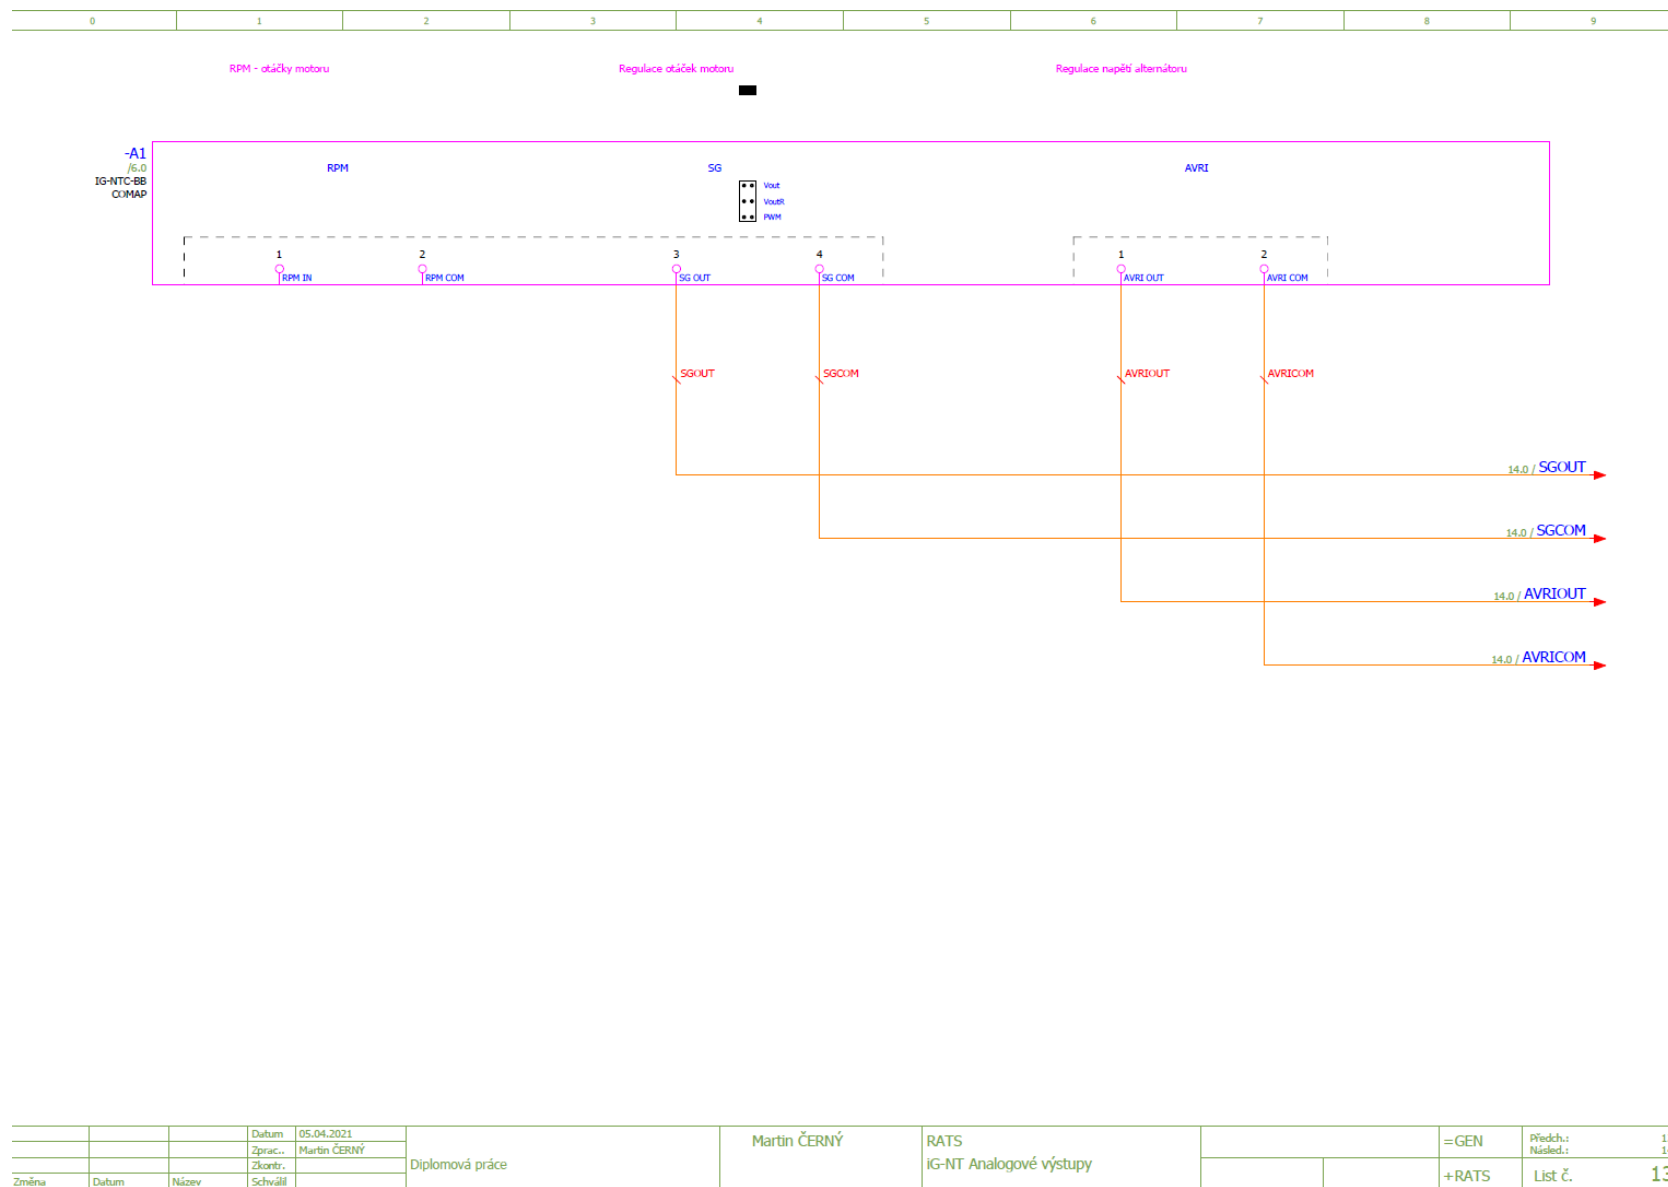 0 1 2 3 4 5 6 7 8 9
RPM - otáčky motoru Regulace otáček motoru Regulace napětí alternátoru
-A1
/6.0
IG-NTC-BB
COMAP
RPM SG AVRI
Vout
VoutR
PWM
1 2 3 4 1 2
RPM IN RPM COM SG OUT SG COM AVRI OUT AVRI COM
SGOUT SGCOM AVRIOUT AVRICOM
14.0 / SGOUT
14.0 / SGCOM
14.0 / AVRIOUT
14.0 / AVRICOM
Datum 05.04.2021
Zprac.. Martin ČERNÝ
Zkontr.
Změna Datum Název Schválil
Diplomová práce
Martin ČERNÝ
RATS
iG-NT Analogové výstupy
=GEN
+RATS
Předch.:
Násled.:
List č. 13